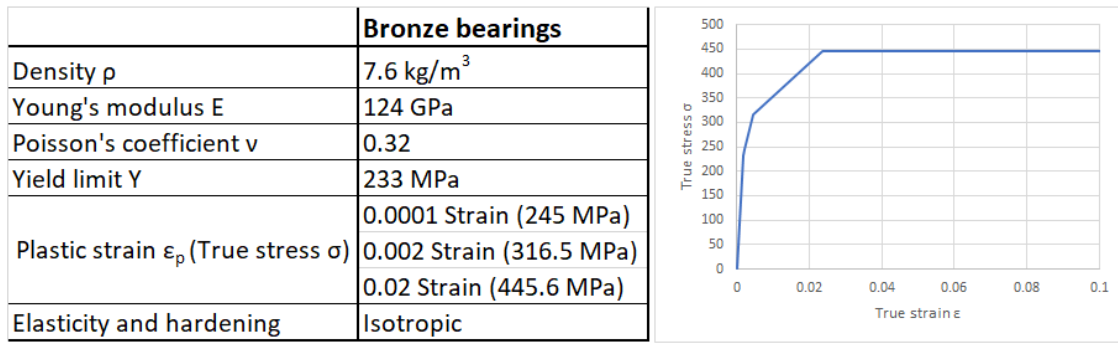 Bronze bearings
Density ρ 7.6 kg/m³
Young's modulus E 124 GPa
Poisson's coefficient ν 0.32
Yield limit Y 233 MPa
Plastic strain εₚ (True stress σ) 0.0001 Strain (245 MPa)
0.002 Strain (316.5 MPa)
0.02 Strain (445.6 MPa)
Elasticity and hardening Isotropic
500
450
400
350
300
250
200
150
100
50
0
True stress σ
0 0.02 0.04 0.06 0.08 0.1
True strain ε